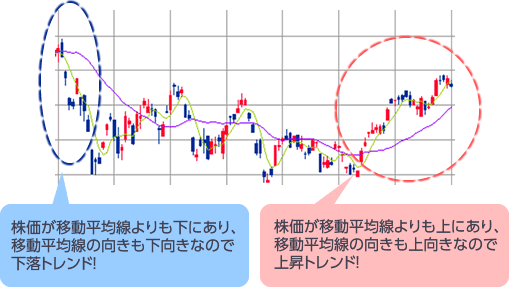 株価が移動平均線よりも下にあり、
移動平均線の向きも下向きなので
下落トレンド!
株価が移動平均線よりも上にあり、
移動平均線の向きも上向きなので
上昇トレンド!